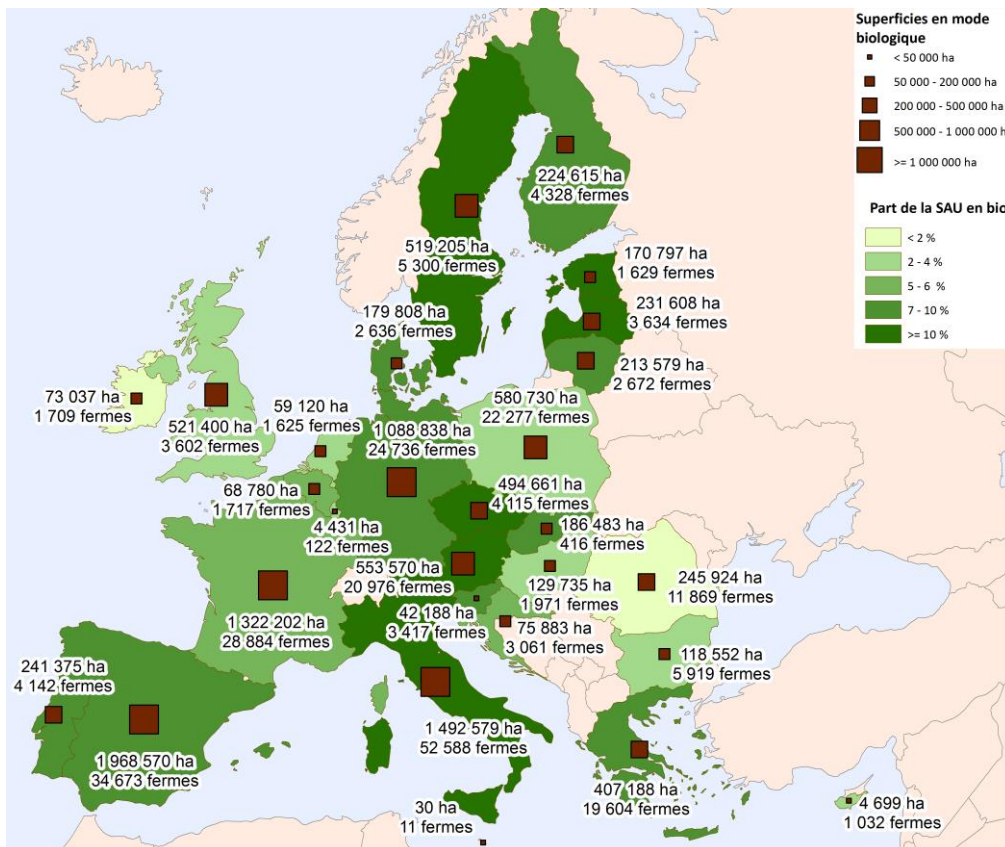 Superficies en mode
biologique
< 50 000 ha
50 000 - 200 000 ha
200 000 - 500 000 ha
500 000 - 1 000 000 h
>= 1 000 000 ha
Part de la SAU en bio
< 2 %
2 - 4 %
5 - 6 %
7 - 10 %
>= 10 %
224 615 ha
4 328 fermes
519 205 ha
5 300 fermes
170 797 ha
1 629 fermes
231 608 ha
3 634 fermes
179 808 ha
2 636 fermes
213 579 ha
2 672 fermes
73 037 ha
1 709 fermes
521 400 ha
3 602 fermes
59 120 ha
1 625 fermes
1 088 838 ha
24 736 fermes
580 730 ha
22 277 fermes
68 780 ha
1 717 fermes
4 431 ha
122 fermes
494 661 ha
4 115 fermes
186 483 ha
416 fermes
553 570 ha
20 976 fermes
129 735 ha
1 971 fermes
245 924 ha
11 869 fermes
1 322 202 ha
28 884 fermes
42 188 ha
3 417 fermes
75 883 ha
3 061 fermes
118 552 ha
5 919 fermes
241 375 ha
4 142 fermes
1 968 570 ha
34 673 fermes
1 492 579 ha
52 588 fermes
407 188 ha
19 604 fermes
30 ha
11 fermes
4 699 ha
1 032 fermes